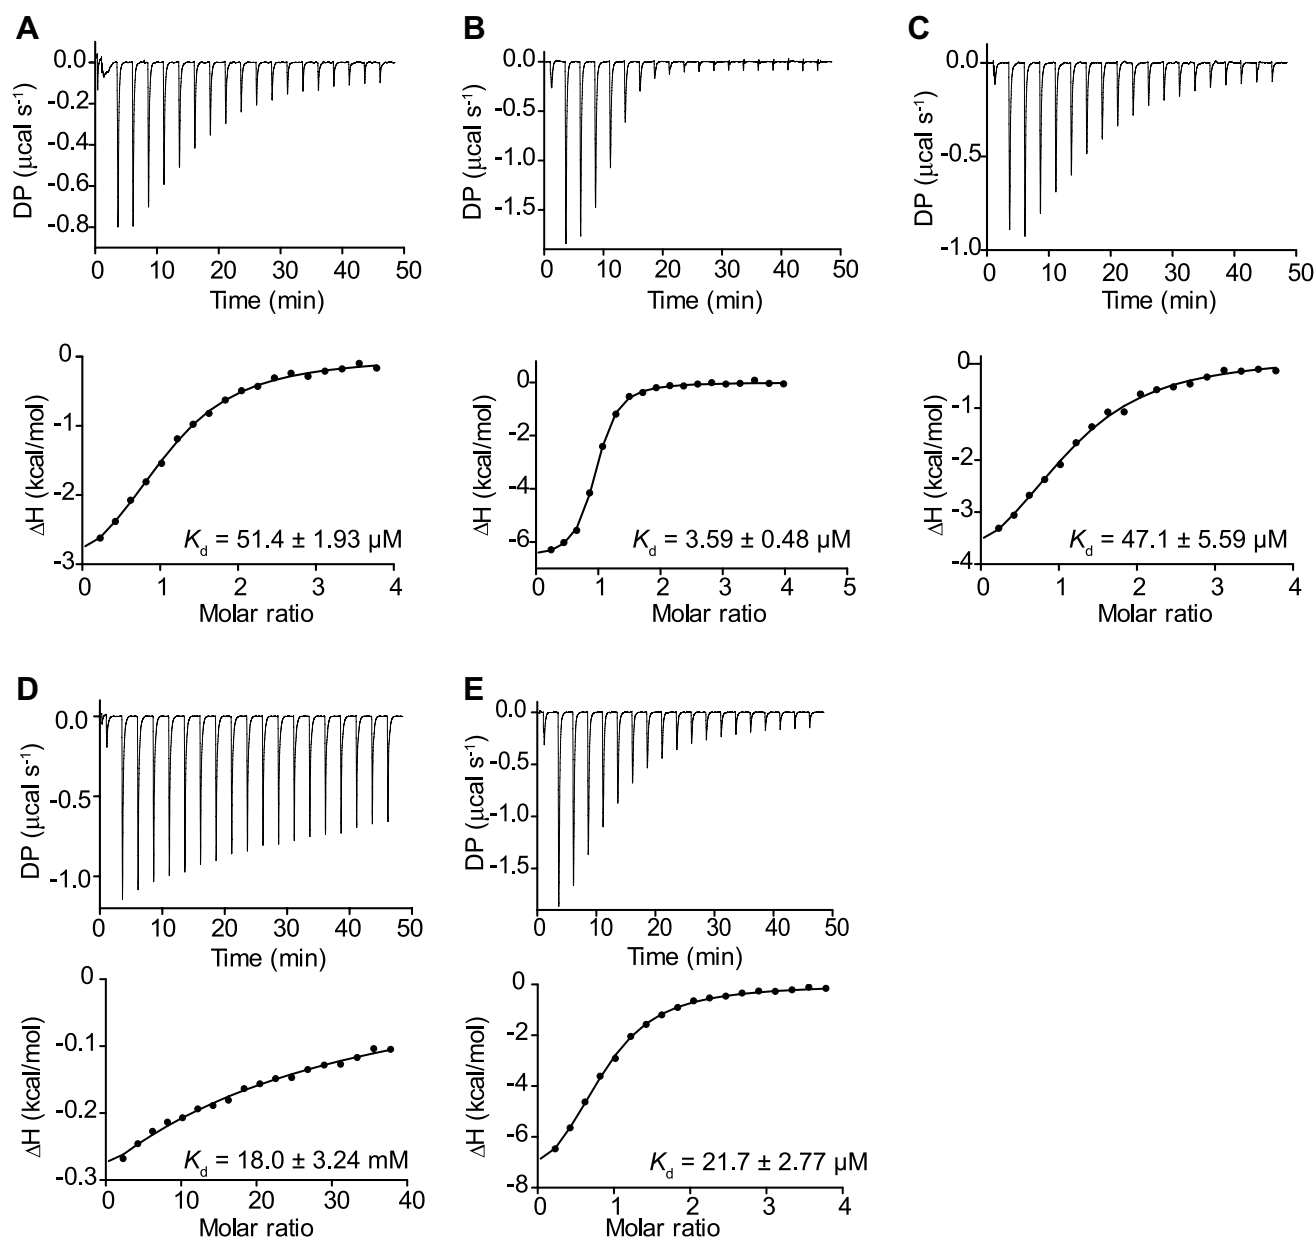 A
0.0
-0.2
-0.4
-0.6
-0.8
DP (μcal s⁻¹)
0 10 20 30 40 50
Time (min)
0
-1
-2
-3
ΔH (kcal/mol)
Kd = 51.4 ± 1.93 μM
0 1 2 3 4
Molar ratio
B
0.0
-0.5
-1.0
-1.5
DP (μcal s⁻¹)
0 10 20 30 40 50
Time (min)
0
-2
-4
-6
ΔH (kcal/mol)
Kd = 3.59 ± 0.48 μM
0 1 2 3 4 5
Molar ratio
C
0.0
-0.5
-1.0
DP (μcal s⁻¹)
0 10 20 30 40 50
Time (min)
0
-1
-2
-3
-4
ΔH (kcal/mol)
Kd = 47.1 ± 5.59 μM
0 1 2 3 4
Molar ratio
D
0.0
-0.5
-1.0
DP (μcal s⁻¹)
0 10 20 30 40 50
Time (min)
0
-0.1
-0.2
-0.3
ΔH (kcal/mol)
Kd = 18.0 ± 3.24 mM
0 10 20 30 40
Molar ratio
E
0.0
-0.5
-1.0
-1.5
DP (μcal s⁻¹)
0 10 20 30 40 50
Time (min)
0
-2
-4
-6
-8
ΔH (kcal/mol)
Kd = 21.7 ± 2.77 μM
0 1 2 3 4
Molar ratio